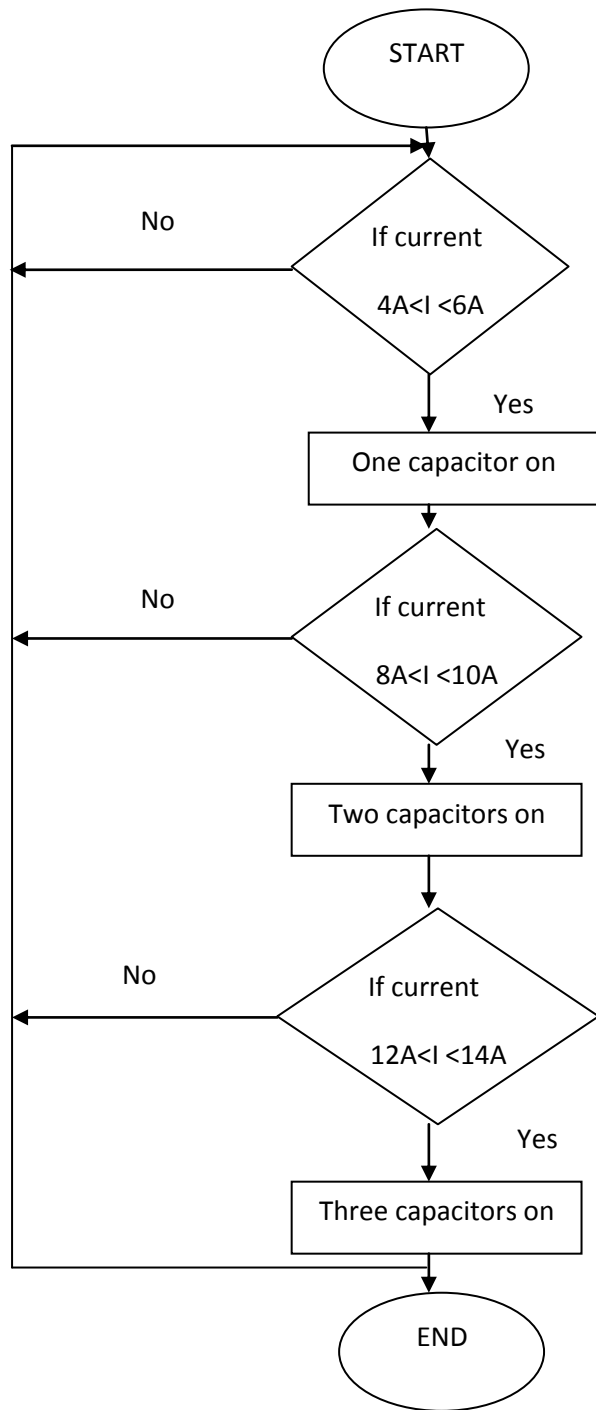 START
No
If current
4A<I <6A
Yes
One capacitor on
No
If current
8A<I <10A
Yes
Two capacitors on
No
If current
12A<I <14A
Yes
Three capacitors on
END